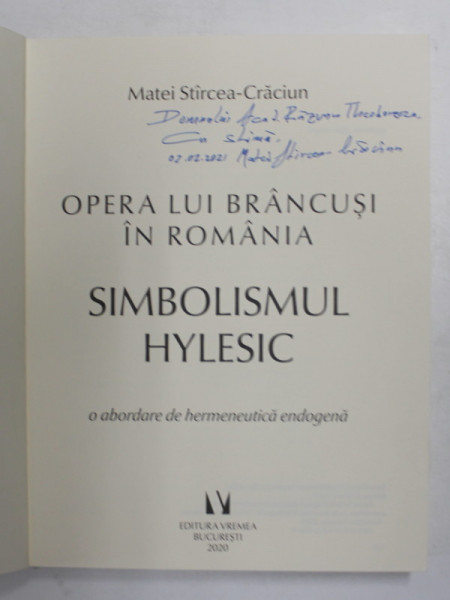 Matei Stîrcea-Crăciun
Domnului Acad. Răzvan Theodorescu,
Cu stimă.
02.02.2021 Matei Stîrcea Crăciun
OPERA LUI BRÂNCUȘI
ÎN ROMÂNIA
SIMBOLISMUL
HYLESIC
o abordare de hermeneutică endogenă
EDITURA VREMEA
BUCUREȘTI
2020